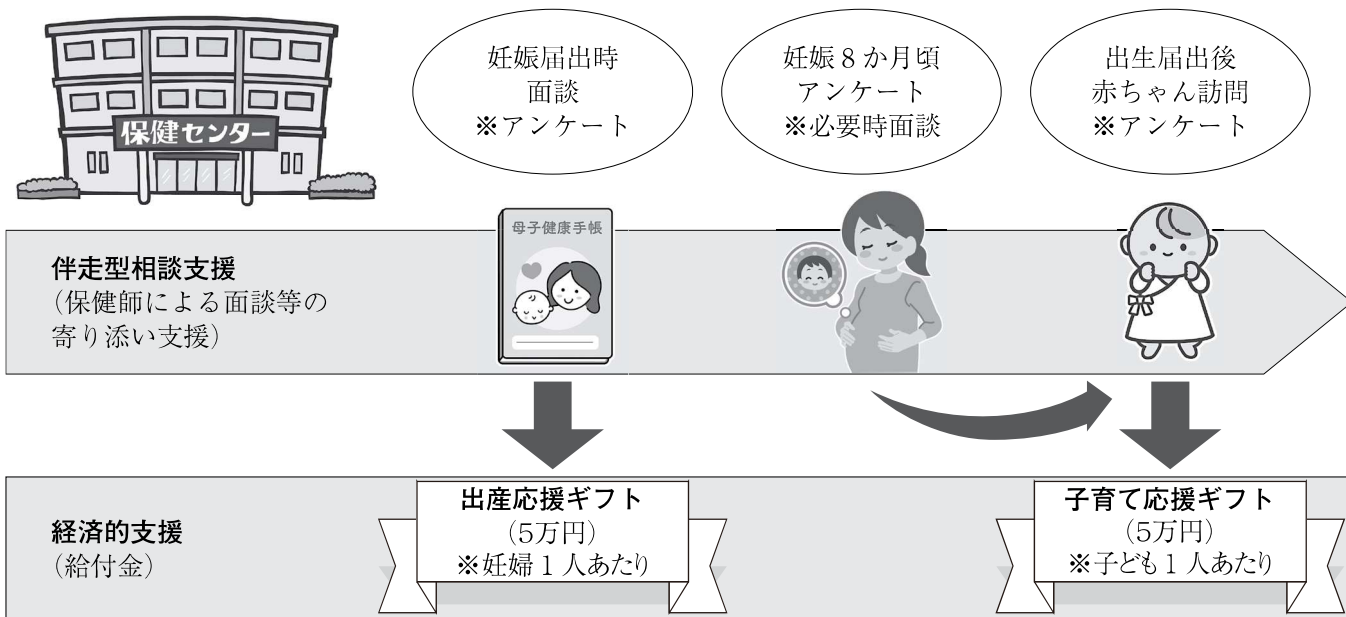 保健センター
妊娠届出時
面談
※アンケート
妊娠8か月頃
アンケート
※必要時面談
出生届出後
赤ちゃん訪問
※アンケート
伴走型相談支援
(保健師による面談等の
寄り添い支援)
母子健康手帳
経済的支援
(給付金)
出産応援ギフト
(5万円)
※妊婦1人あたり
子育て応援ギフト
(5万円)
※子ども1人あたり